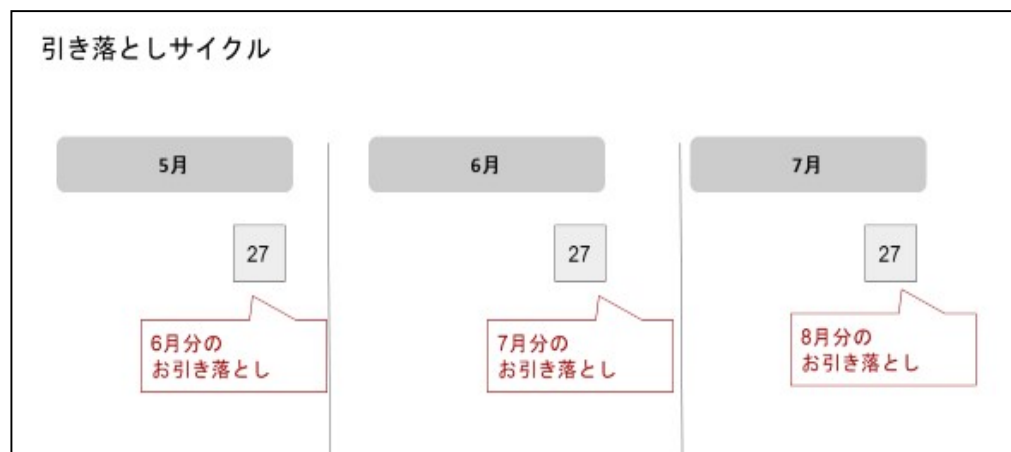 引き落としサイクル
5月
6月
7月
27
27
27
6月分の
お引き落とし
7月分の
お引き落とし
8月分の
お引き落とし